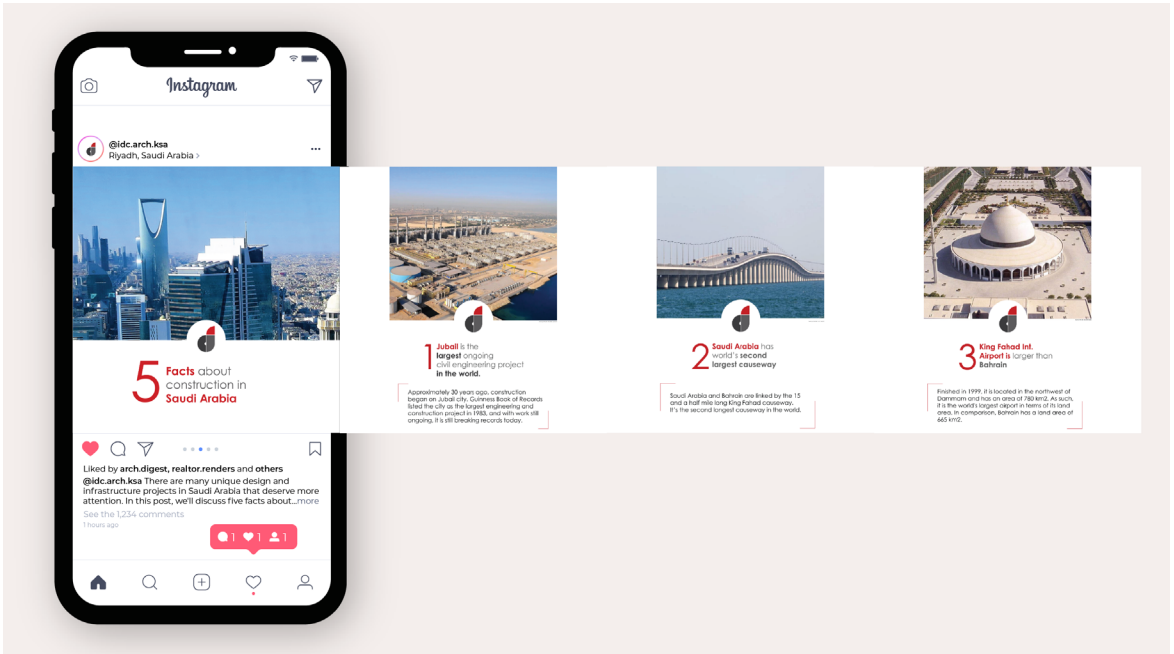 Instagram
@idc.arch.ksa
Riyadh, Saudi Arabia >
5 Facts about
construction in
Saudi Arabia
1 Jubail is the
largest ongoing
civil engineering project
in the world.
Approximately 30 years ago, construction
began on Jubail city. Guinness Book of Records
listed the city as the largest engineering and
construction project in 1983, and with work still
ongoing, it is still breaking records today.
2 Saudi Arabia has
world's second
largest causeway
Saudi Arabia and Bahrain are linked by the 15
and a half mile long King Fahad causeway.
It's the second longest causeway in the world.
3 King Fahad Int.
Airport is larger than
Bahrain
Finished in 1999, it is located in the northwest of
Dammam and has an area of 780 km2. As such,
it is the world's largest airport in terms of its land
area. In comparison, Bahrain has a land area of
665 km2.
Liked by arch.digest, realtor.renders and others
@idc.arch.ksa There are many unique design and
infrastructure projects in Saudi Arabia that deserve more
attention. In this post, we'll discuss five facts about...more
See the 1,234 comments
1 hours ago
1 1 1